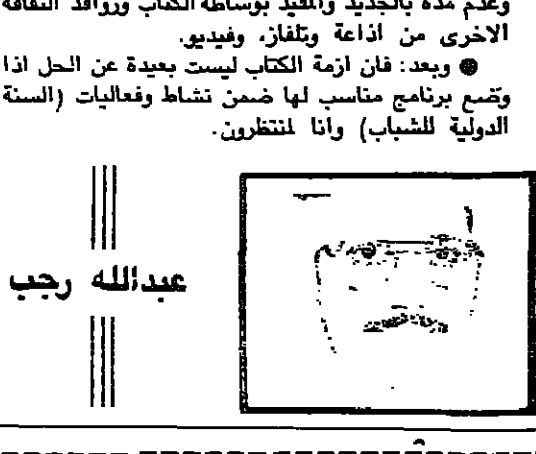 وعدم مده بالجديد والمفيد بوساطة الكتاب وروافد الثقافة
الاخرى من اذاعة وتلفاز، وفيديو.
● وبعد: فان ازمة الكتاب ليست بعيدة عن الحل اذا
وضع برنامج مناسب لها ضمن نشاط وفعاليات (السنة
الدولية للشباب) وانا لمنتظرون.
عبدالله رجب